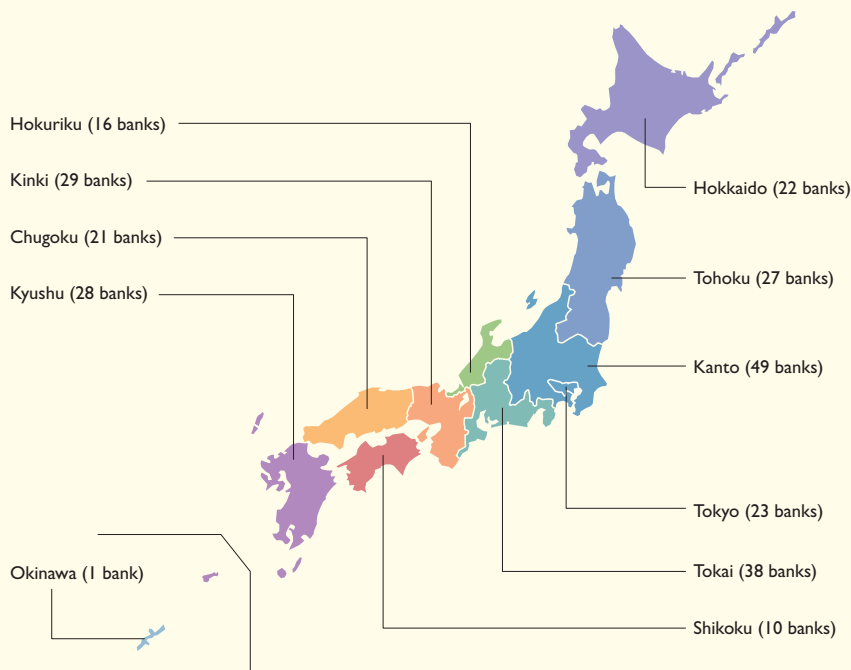 Hokuriku (16 banks)
Kinki (29 banks)
Chugoku (21 banks)
Kyushu (28 banks)
Okinawa (1 bank)
Hokkaido (22 banks)
Tohoku (27 banks)
Kanto (49 banks)
Tokyo (23 banks)
Tokai (38 banks)
Shikoku (10 banks)